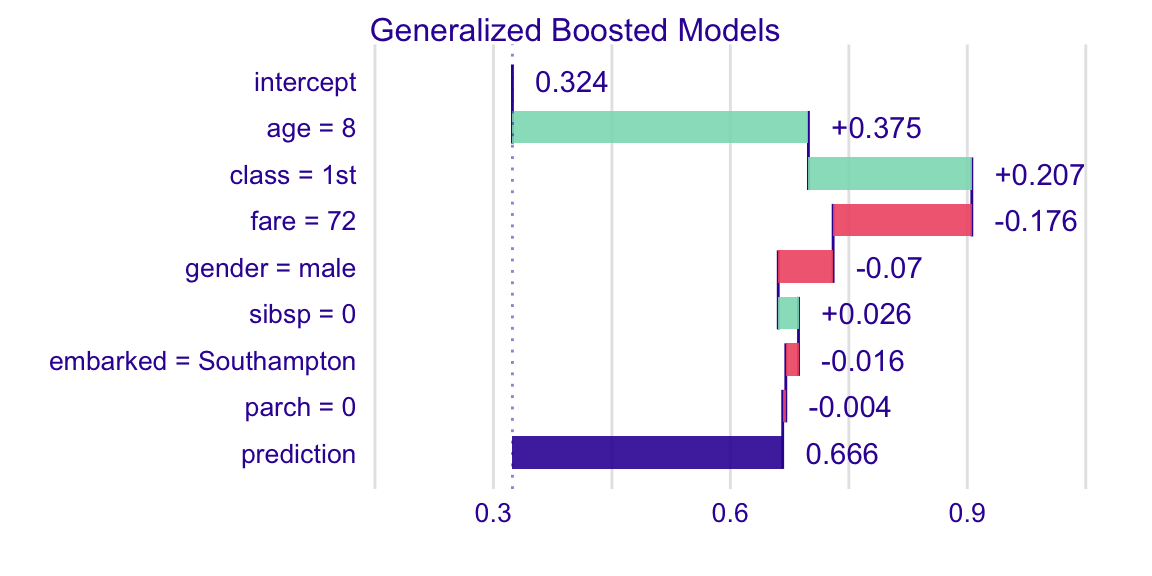 Generalized Boosted Models
intercept 0.324
age = 8 +0.375
class = 1st +0.207
fare = 72 -0.176
gender = male -0.07
sibsp = 0 +0.026
embarked = Southampton -0.016
parch = 0 -0.004
prediction 0.666
0.3 0.6 0.9